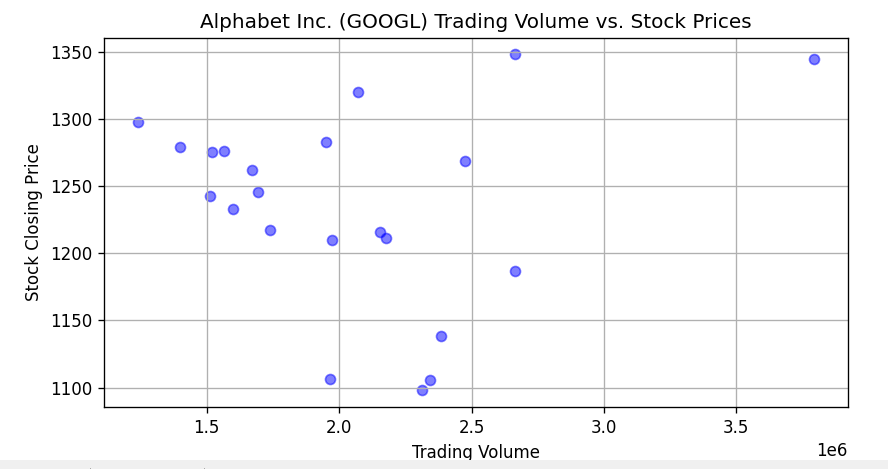 Alphabet Inc. (GOOGL) Trading Volume vs. Stock Prices
1350
1300
1250
1200
1150
1100
Stock Closing Price
1.5 2.0 2.5 3.0 3.5
1e6
Trading Volume